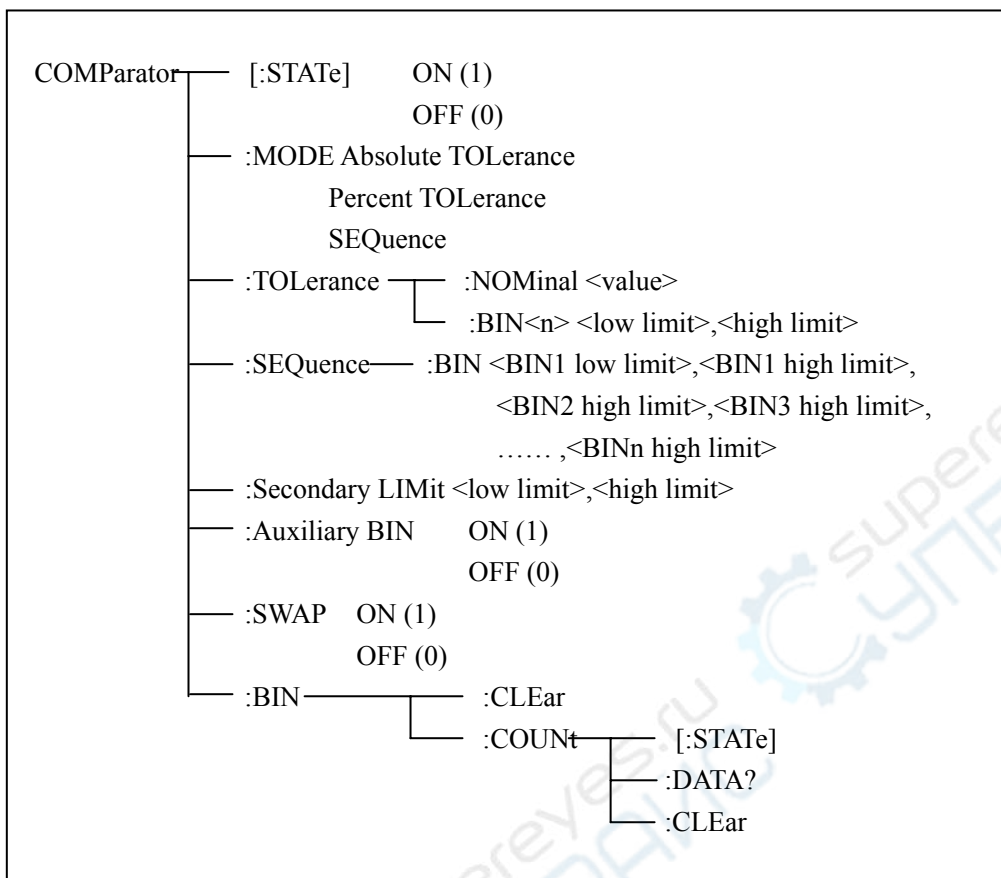 COMParator [:STATe] ON (1)
OFF (0)
:MODE Absolute TOLerance
Percent TOLerance
SEQuence
:TOLerance :NOMinal <value>
:BIN<n> <low limit>,<high limit>
:SEQuence :BIN <BIN1 low limit>,<BIN1 high limit>,
<BIN2 high limit>,<BIN3 high limit>,
…… ,<BINn high limit>
:Secondary LIMit <low limit>,<high limit>
:Auxiliary BIN ON (1)
OFF (0)
:SWAP ON (1)
OFF (0)
:BIN :CLEar
:COUNt [:STATe]
:DATA?
:CLEar